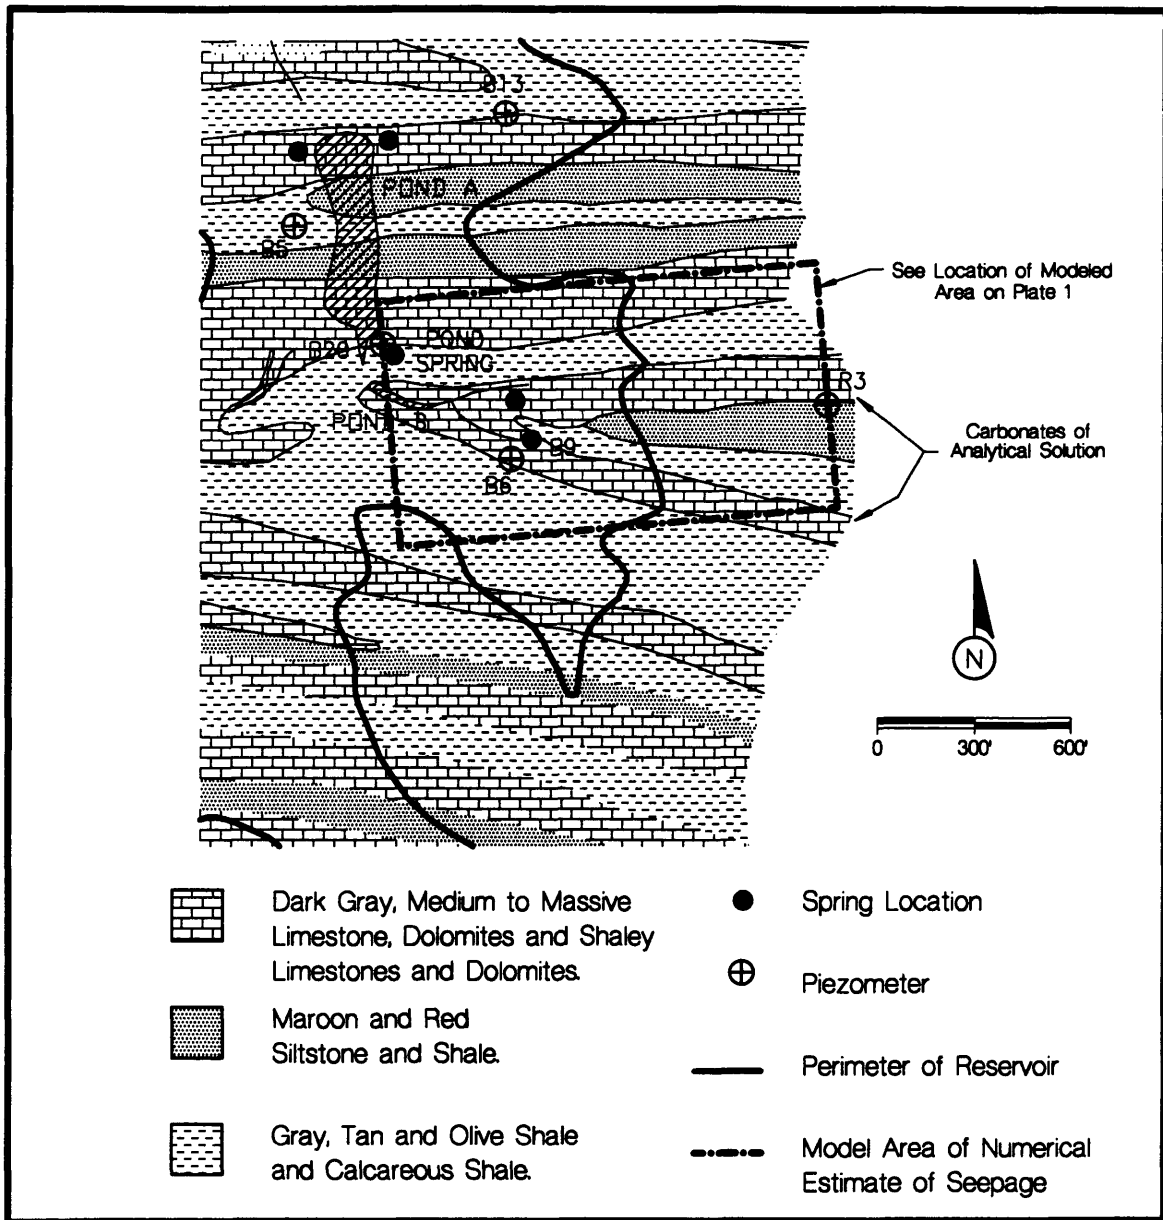 B13
POND A
B5
See Location of Modeled
Area on Plate 1
B20
POND
SPRING
R3
POND B
B9
B6
Carbonates of
Analytical Solution
N
0 300' 600'
Dark Gray, Medium to Massive
Limestone, Dolomites and Shaley
Limestones and Dolomites.
Spring Location
Piezometer
Maroon and Red
Siltstone and Shale.
Perimeter of Reservoir
Gray, Tan and Olive Shale
and Calcareous Shale.
Model Area of Numerical
Estimate of Seepage